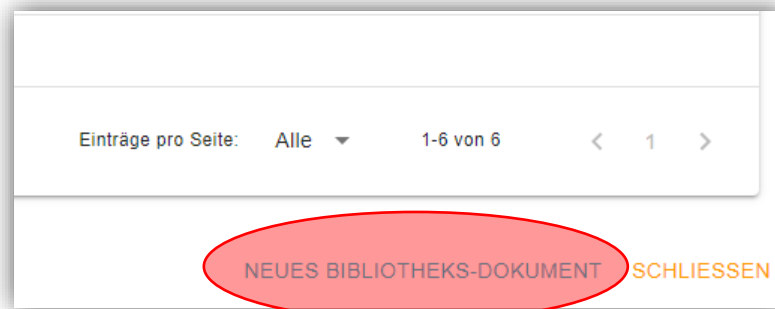 Einträge pro Seite: Alle 1-6 von 6 < 1 >
NEUES BIBLIOTHEKS-DOKUMENT SCHLIESSEN